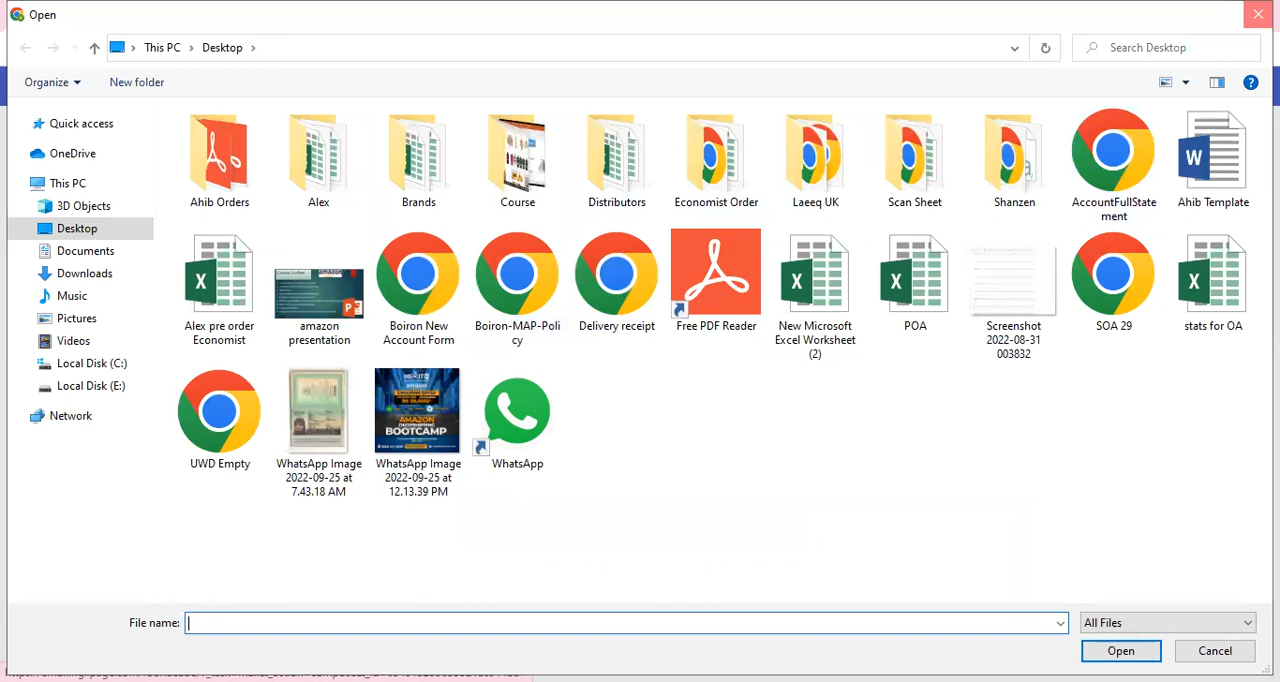 Open
This PC > Desktop >
Search Desktop
Organize
New folder
Quick access
OneDrive
This PC
3D Objects
Desktop
Documents
Downloads
Music
Pictures
Videos
Local Disk (C:)
Local Disk (E:)
Network
Ahib Orders
Alex
Brands
Course
Distributors
Economist Order
Laeeq UK
Scan Sheet
Shanzen
AccountFullState
ment
Ahib Template
Alex pre order
Economist
amazon
presentation
Boiron New
Account Form
Boiron-MAP-Poli
cy
Delivery receipt
Free PDF Reader
New Microsoft
Excel Worksheet
(2)
POA
Screenshot
2022-08-31
003832
SOA 29
stats for OA
UWD Empty
WhatsApp Image
2022-09-25 at
7.43.18 AM
AMAZON
BOOTCAMP
WhatsApp Image
2022-09-25 at
12.13.39 PM
WhatsApp
File name:
All Files
Open
Cancel